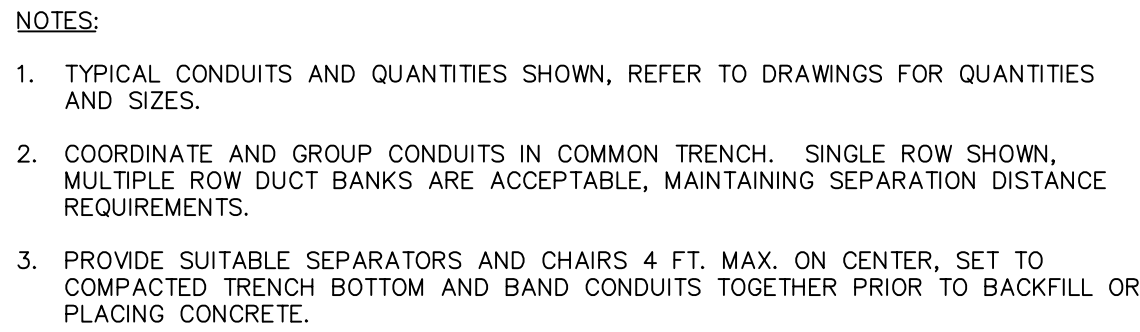 NOTES:
1. TYPICAL CONDUITS AND QUANTITIES SHOWN, REFER TO DRAWINGS FOR QUANTITIES
AND SIZES.
2. COORDINATE AND GROUP CONDUITS IN COMMON TRENCH. SINGLE ROW SHOWN,
MULTIPLE ROW DUCT BANKS ARE ACCEPTABLE, MAINTAINING SEPARATION DISTANCE
REQUIREMENTS.
3. PROVIDE SUITABLE SEPARATORS AND CHAIRS 4 FT. MAX. ON CENTER, SET TO
COMPACTED TRENCH BOTTOM AND BAND CONDUITS TOGETHER PRIOR TO BACKFILL OR
PLACING CONCRETE.